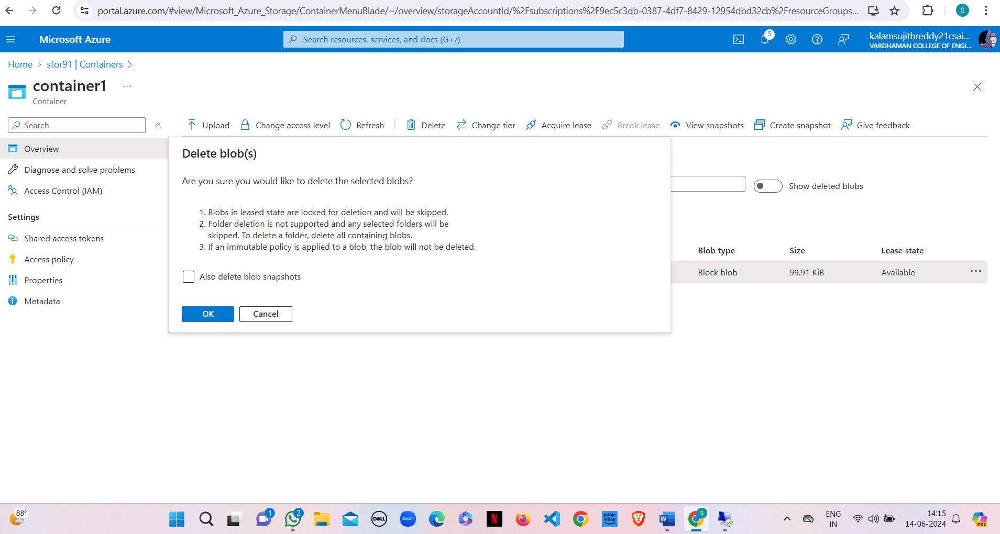 portal.azure.com/#view/Microsoft_Azure_Storage/ContainerMenuBlade/~/overview/storageAccountId/%2Fsubscriptions%2F9ec5c3db-0387-4df7-8429-12954dbd32cb%2FresourceGroups...
S
Microsoft Azure
Search resources, services, and docs (G+/)
5
kalamsujithreddy21csai...
VARDHAMAN COLLEGE OF ENGI...
Home > stor91 | Containers >
container1 ...
Container
Search
«
Upload Change access level Refresh Delete Change tier Acquire lease Break lease View snapshots Create snapshot Give feedback
Overview
Diagnose and solve problems
Access Control (IAM)
Settings
Shared access tokens
Access policy
Properties
Metadata
Delete blob(s)
Are you sure you would like to delete the selected blobs?
1. Blobs in leased state are locked for deletion and will be skipped.
2. Folder deletion is not supported and any selected folders will be
skipped. To delete a folder, delete all containing blobs.
3. If an immutable policy is applied to a blob, the blob will not be deleted.
Also delete blob snapshots
OK Cancel
Show deleted blobs
Blob type Size Lease state
Block blob 99.91 KiB Available ...
88°
1
2
DELL
zoom
N
prime video
W
S
ENG
IN
14:15
14-06-2024
PRE